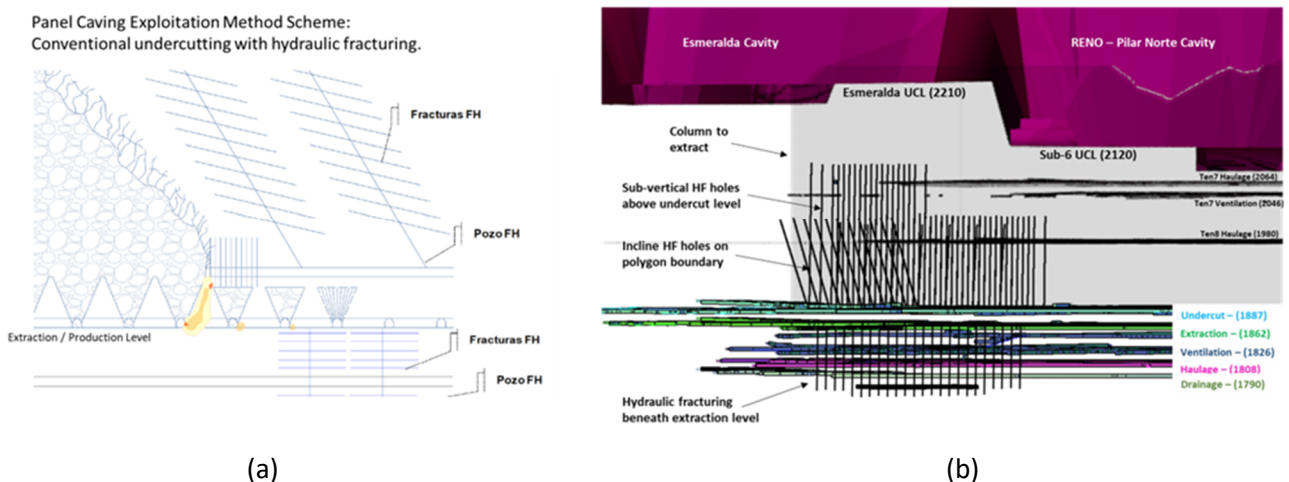 Panel Caving Exploitation Method Scheme:
Conventional undercutting with hydraulic fracturing.
Fracturas FH
Pozo FH
Extraction / Production Level
Fracturas FH
Pozo FH
(a)
Esmeralda Cavity
RENO – Pilar Norte Cavity
Esmeralda UCL (2210)
Column to
extract
Sub-6 UCL (2120)
Ten7 Haulage (2064)
Sub-vertical HF holes
above undercut level
Ten7 Ventilation (2046)
Incline HF holes on
polygon boundary
Ten8 Haulage (1980)
Undercut – (1887)
Extraction – (1862)
Ventilation – (1826)
Haulage – (1808)
Drainage – (1790)
Hydraulic fracturing
beneath extraction level
(b)